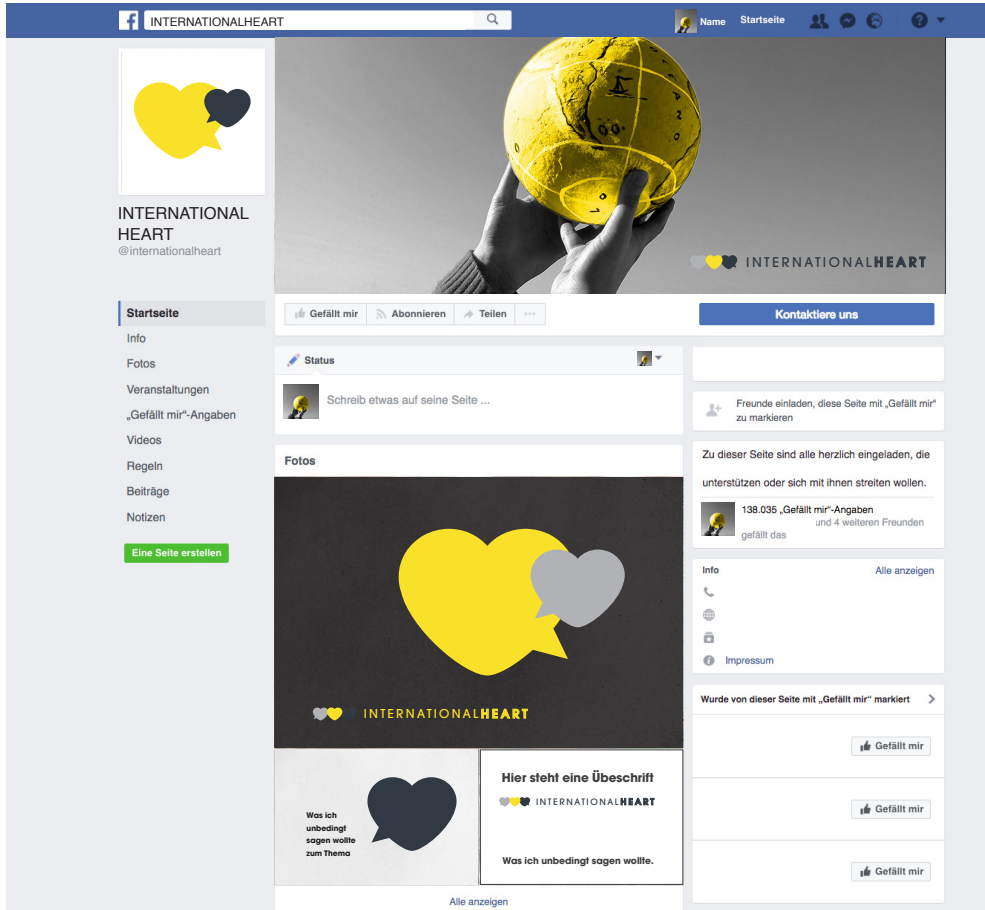 INTERNATIONALHEART
Name
Startseite
INTERNATIONAL
HEART
@internationalheart
INTERNATIONALHEART
Startseite
Info
Fotos
Veranstaltungen
„Gefällt mir"-Angaben
Videos
Regeln
Beiträge
Notizen
Eine Seite erstellen
Gefällt mir
Abonnieren
Teilen
Kontaktiere uns
Status
Schreib etwas auf seine Seite ...
Fotos
INTERNATIONALHEART
Was ich
unbedingt
sagen wollte
zum Thema
Hier steht eine Übeschrift
INTERNATIONALHEART
Was ich unbedingt sagen wollte.
Alle anzeigen
Freunde einladen, diese Seite mit „Gefällt mir"
zu markieren
Zu dieser Seite sind alle herzlich eingeladen, die
unterstützen oder sich mit ihnen streiten wollen.
138.035 „Gefällt mir"-Angaben
und 4 weiteren Freunden
gefällt das
Info
Alle anzeigen
Impressum
Wurde von dieser Seite mit „Gefällt mir" markiert
Gefällt mir
Gefällt mir
Gefällt mir